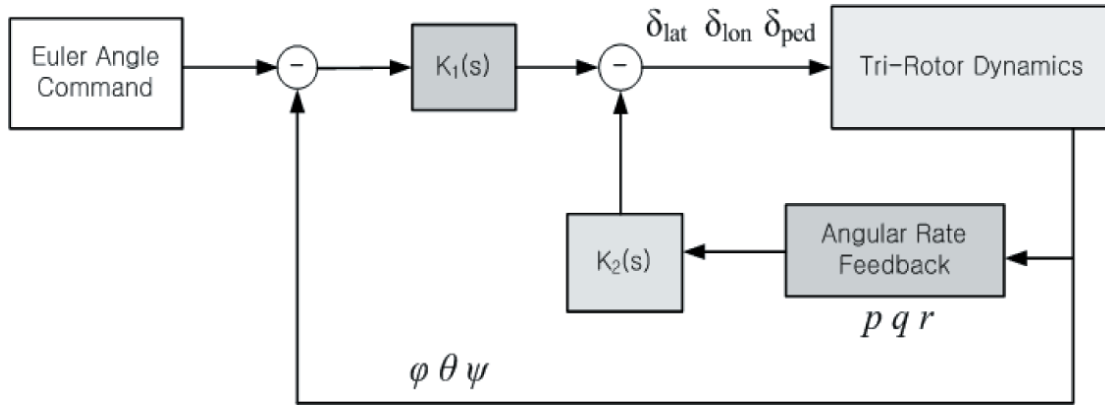 δlat δlon δped
Euler Angle
Command
-
K₁(s)
-
Tri-Rotor Dynamics
K₂(s)
Angular Rate
Feedback
p q r
φ θ ψ